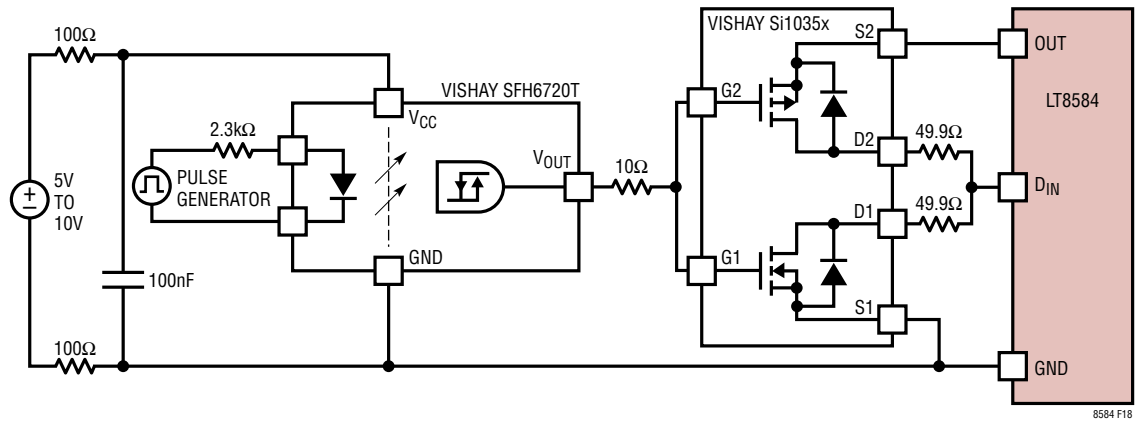 100Ω
5V
TO
10V
100Ω
100nF
2.3kΩ
PULSE
GENERATOR
VISHAY SFH6720T
VCC
VOUT
GND
10Ω
VISHAY Si1035x
G2
G1
S2
D2
D1
S1
49.9Ω
49.9Ω
OUT
LT8584
DIN
GND
8584 F18